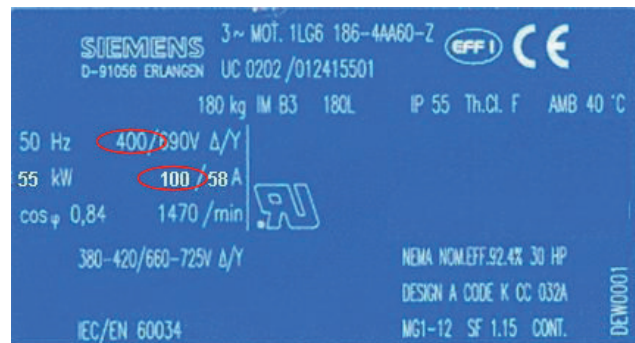 SIEMENS 3~ MOT. 1LG6 186-4AA60-Z EFF1 CE
D-91056 ERLANGEN UC 0202/012415501
180 kg IM B3 180L IP 55 Th.Cl. F AMB 40 °C
50 Hz 400/690V Δ/Y
55 kW 100/58 A
cosφ 0,84 1470/min
380-420/660-725V Δ/Y
NEMA NOM.EFF.92.4% 30 HP
DESIGN A CODE K CC 032A
IEC/EN 60034 MG1-12 SF 1.15 CONT.
DEW0001